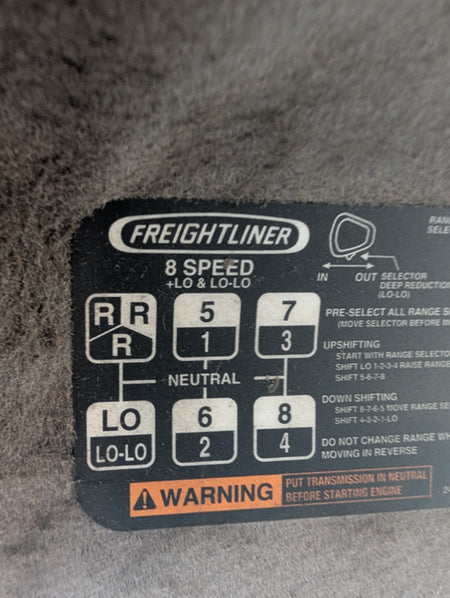 FREIGHTLINER
8 SPEED
+LO & LO-LO
IN OUT SELECTOR
DEEP REDUCTION
(LO-LO)
R R 5 7
R 1 3
NEUTRAL
LO 6 8
LO-LO 2 4
PRE-SELECT ALL RANGE
(MOVE SELECTOR BEFORE
UPSHIFTING
START WITH RANGE SELECTOR
SHIFT LO 1-2-3-4 RAISE RANGE
SHIFT 5-6-7-8
DOWN SHIFTING
SHIFT 8-7-6-5 MOVE RANGE
SHIFT 4-3-2-1-LO
DO NOT CHANGE RANGE
MOVING IN REVERSE
WARNING
PUT TRANSMISSION IN NEUTRAL
BEFORE STARTING ENGINE